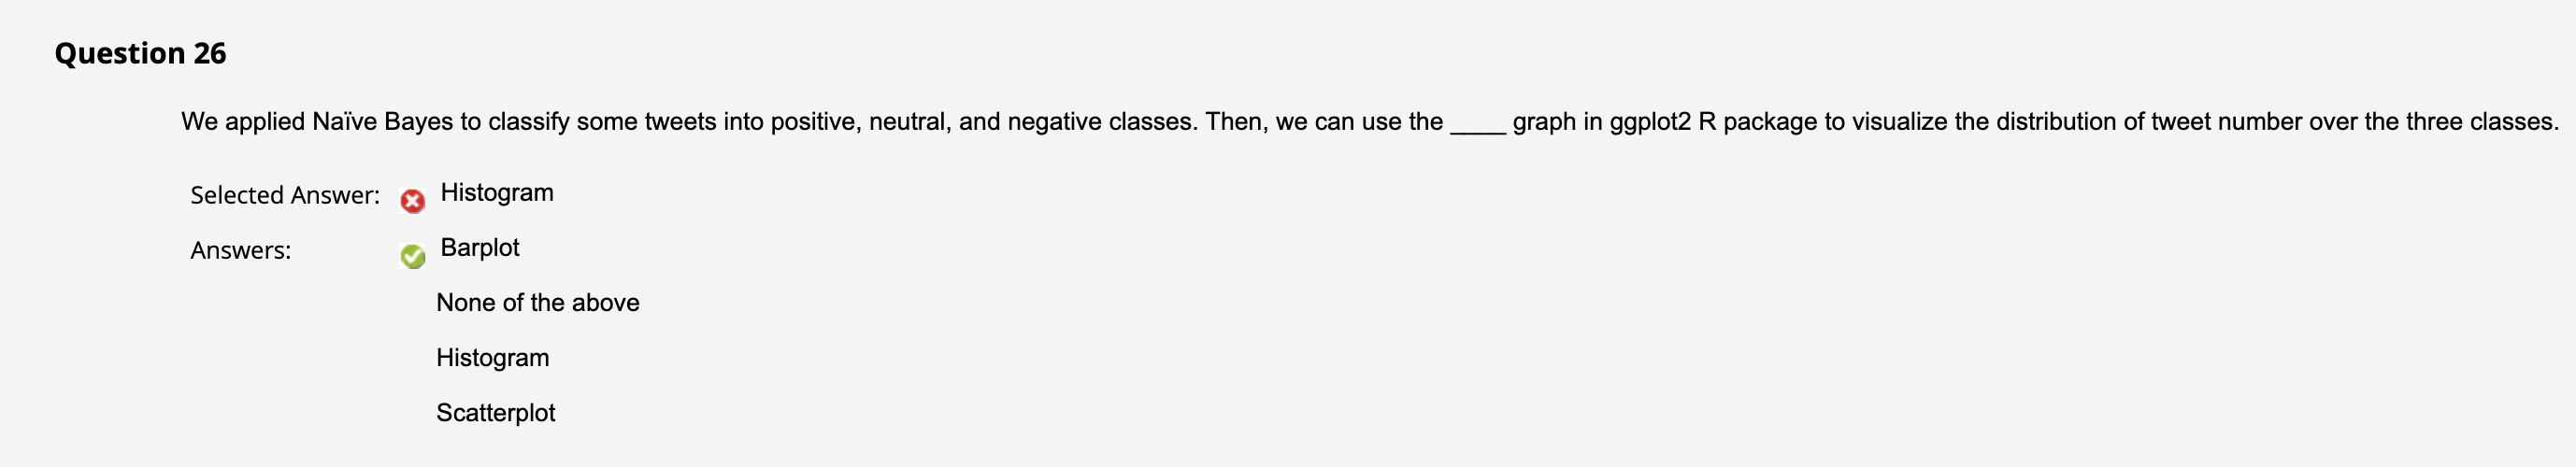 Question 26
We applied Naïve Bayes to classify some tweets into positive, neutral, and negative classes. Then, we can use the ____ graph in ggplot2 R package to visualize the distribution of tweet number over the three classes.
Selected Answer: Histogram
Answers: Barplot
None of the above
Histogram
Scatterplot